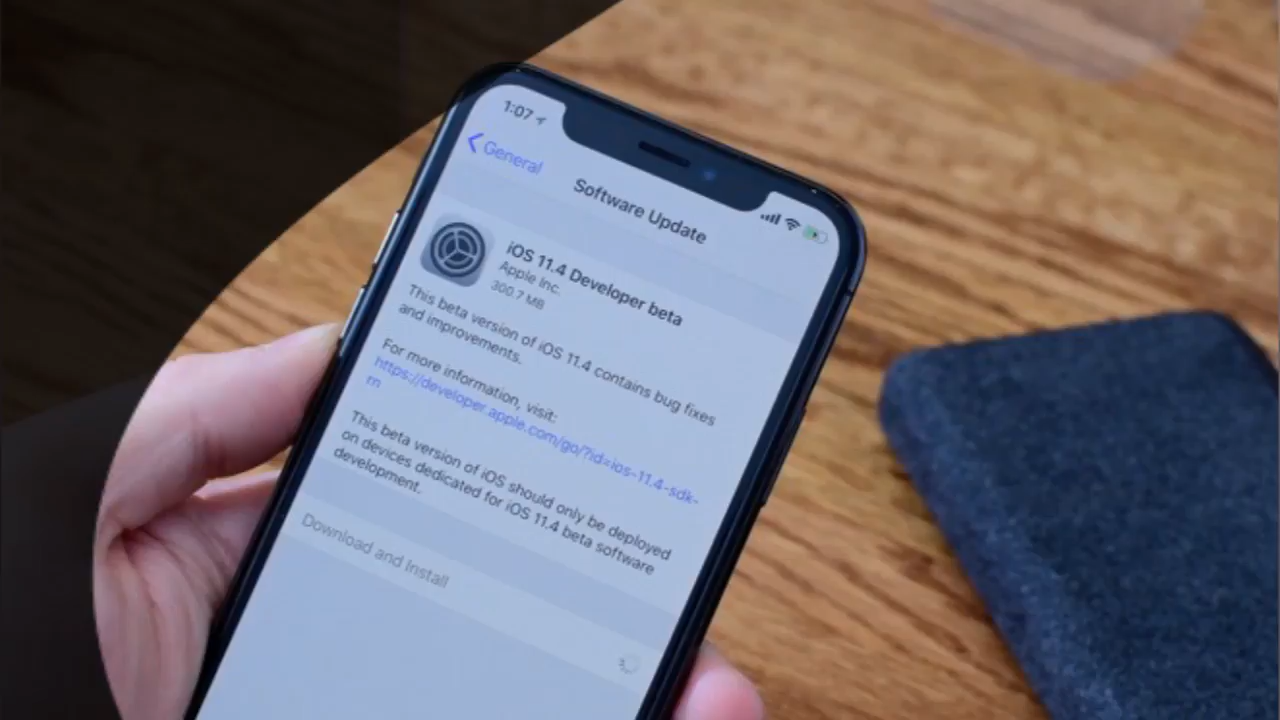 1:07
General
Software Update
iOS 11.4 Developer beta
Apple Inc.
300.7 MB
This beta version of iOS 11.4 contains bug fixes
and improvements.
For more information, visit:
https://developer.apple.com/go/?id=ios-11.4-sdk-
rn
This beta version of iOS should only be deployed
on devices dedicated for iOS 11.4 beta software
development.
Download and Install